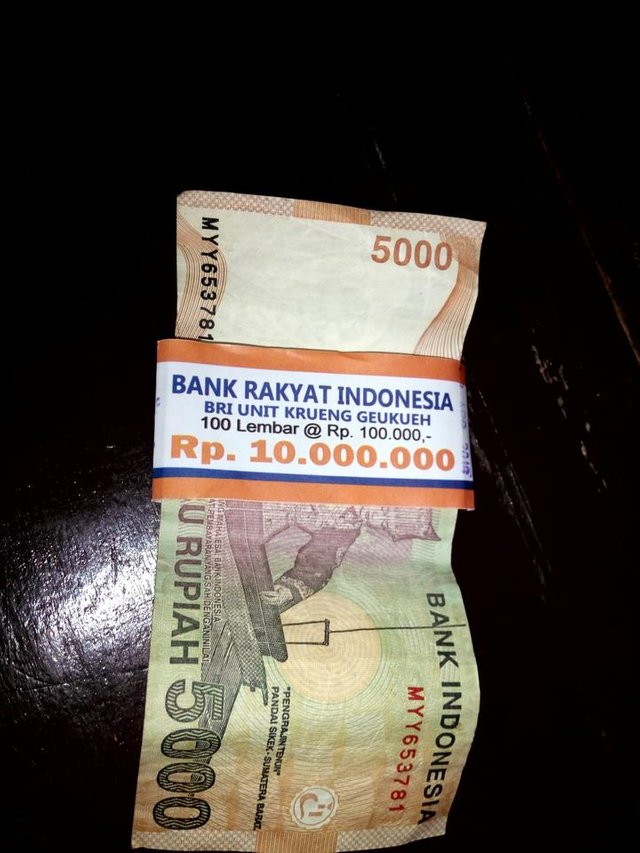 MYY653781
5000
BANK RAKYAT INDONESIA
BRI UNIT KRUENG GEUKUEH
100 Lembar @ Rp. 100.000,-
Rp. 10.000.000
BANK INDONESIA
MYY653781
"PENGRAJIN TENUN"
PANDAI SIKEK - SUMATERA BARAT
RUPIAH 5000